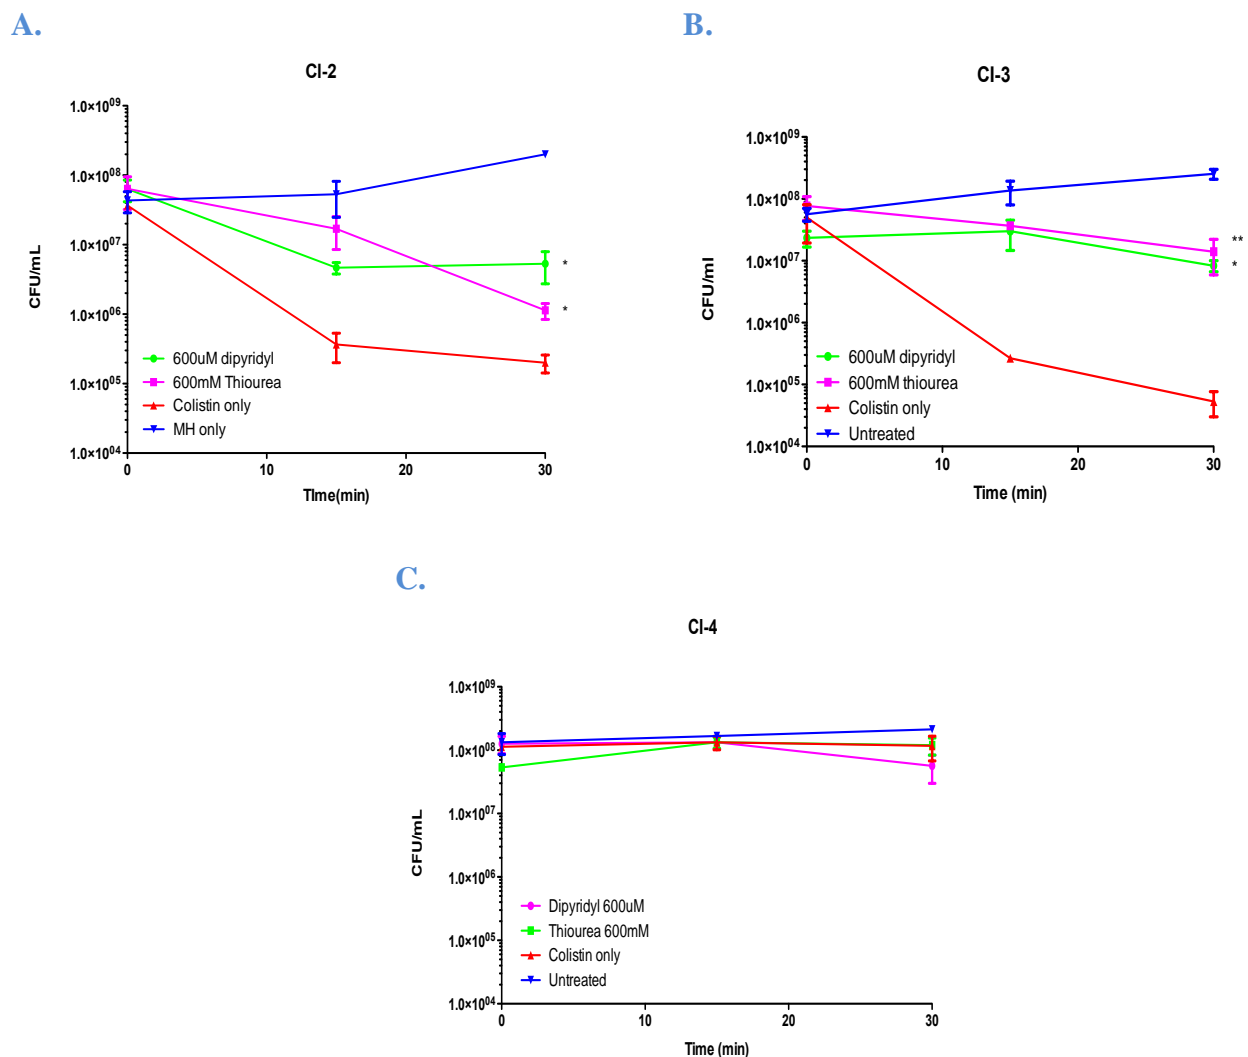 A.
CI-2
1.0×10^09
1.0×10^08
1.0×10^07
1.0×10^06
1.0×10^05
1.0×10^04
CFU/mL
*
*
600uM dipyridyl
600mM Thiourea
Colistin only
MH only
0 10 20 30
TIme(min)
B.
CI-3
1.0×10^09
1.0×10^08
1.0×10^07
1.0×10^06
1.0×10^05
1.0×10^04
CFU/ml
**
*
600uM dipyridyl
600mM thiourea
Colistin only
Untreated
0 10 20 30
Time (min)
C.
CI-4
1.0×10^09
1.0×10^08
1.0×10^07
1.0×10^06
1.0×10^05
1.0×10^04
CFU/mL
Dipyridyl 600uM
Thiourea 600mM
Colistin only
Untreated
0 10 20 30
Time (min)